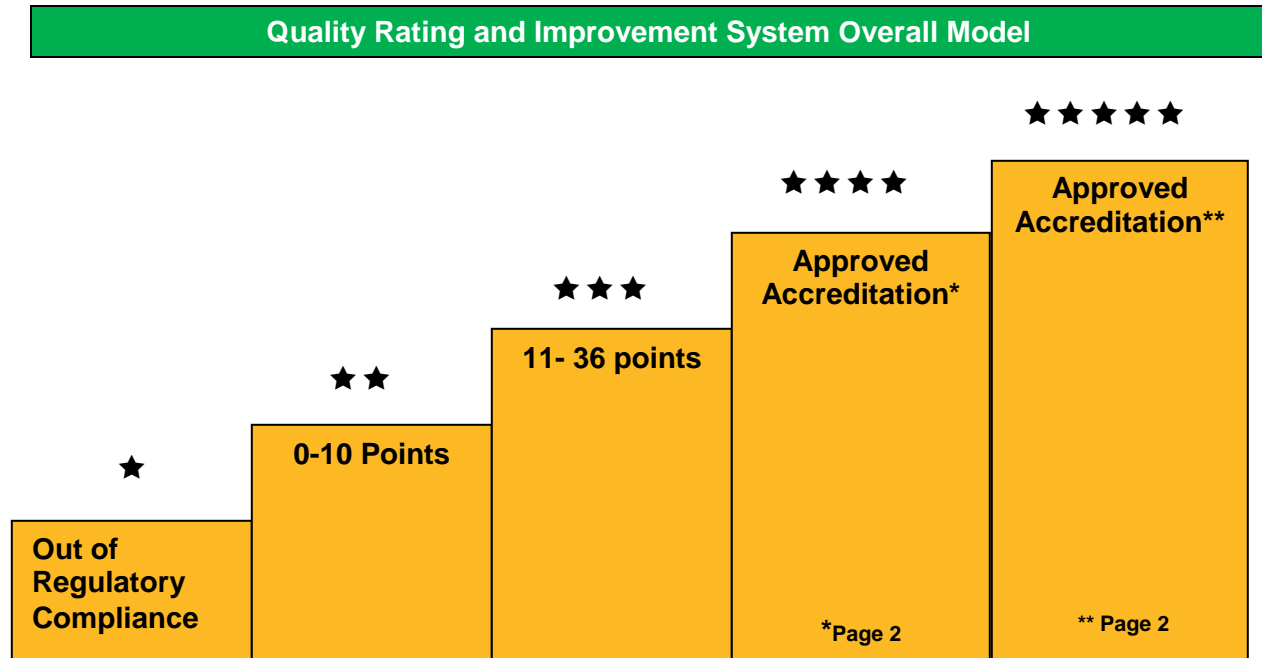 Quality Rating and Improvement System Overall Model
Approved
Accreditation**
Approved
Accreditation*
11- 36 points
0-10 Points
Out of
Regulatory
Compliance
*Page 2
** Page 2